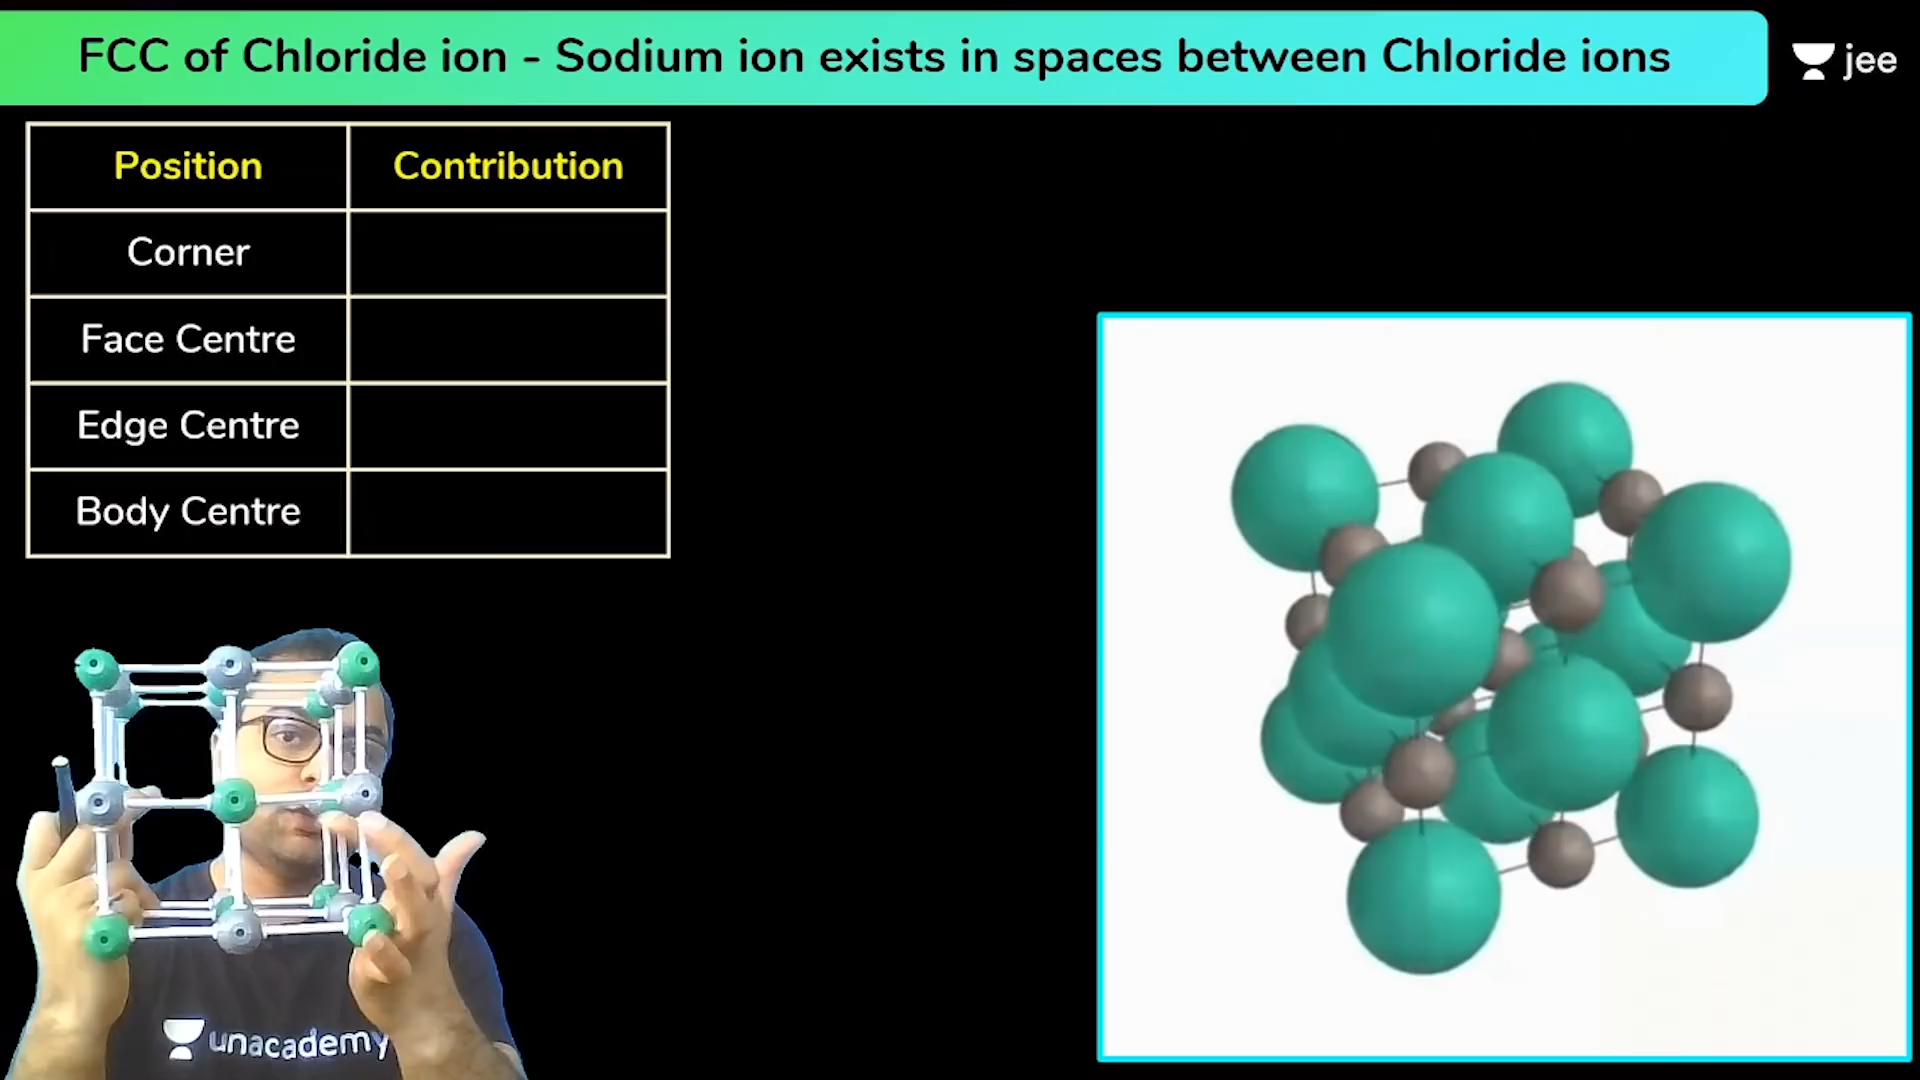 FCC of Chloride ion - Sodium ion exists in spaces between Chloride ions
jee
Position
Contribution
Corner
Face Centre
Edge Centre
Body Centre
unacademy